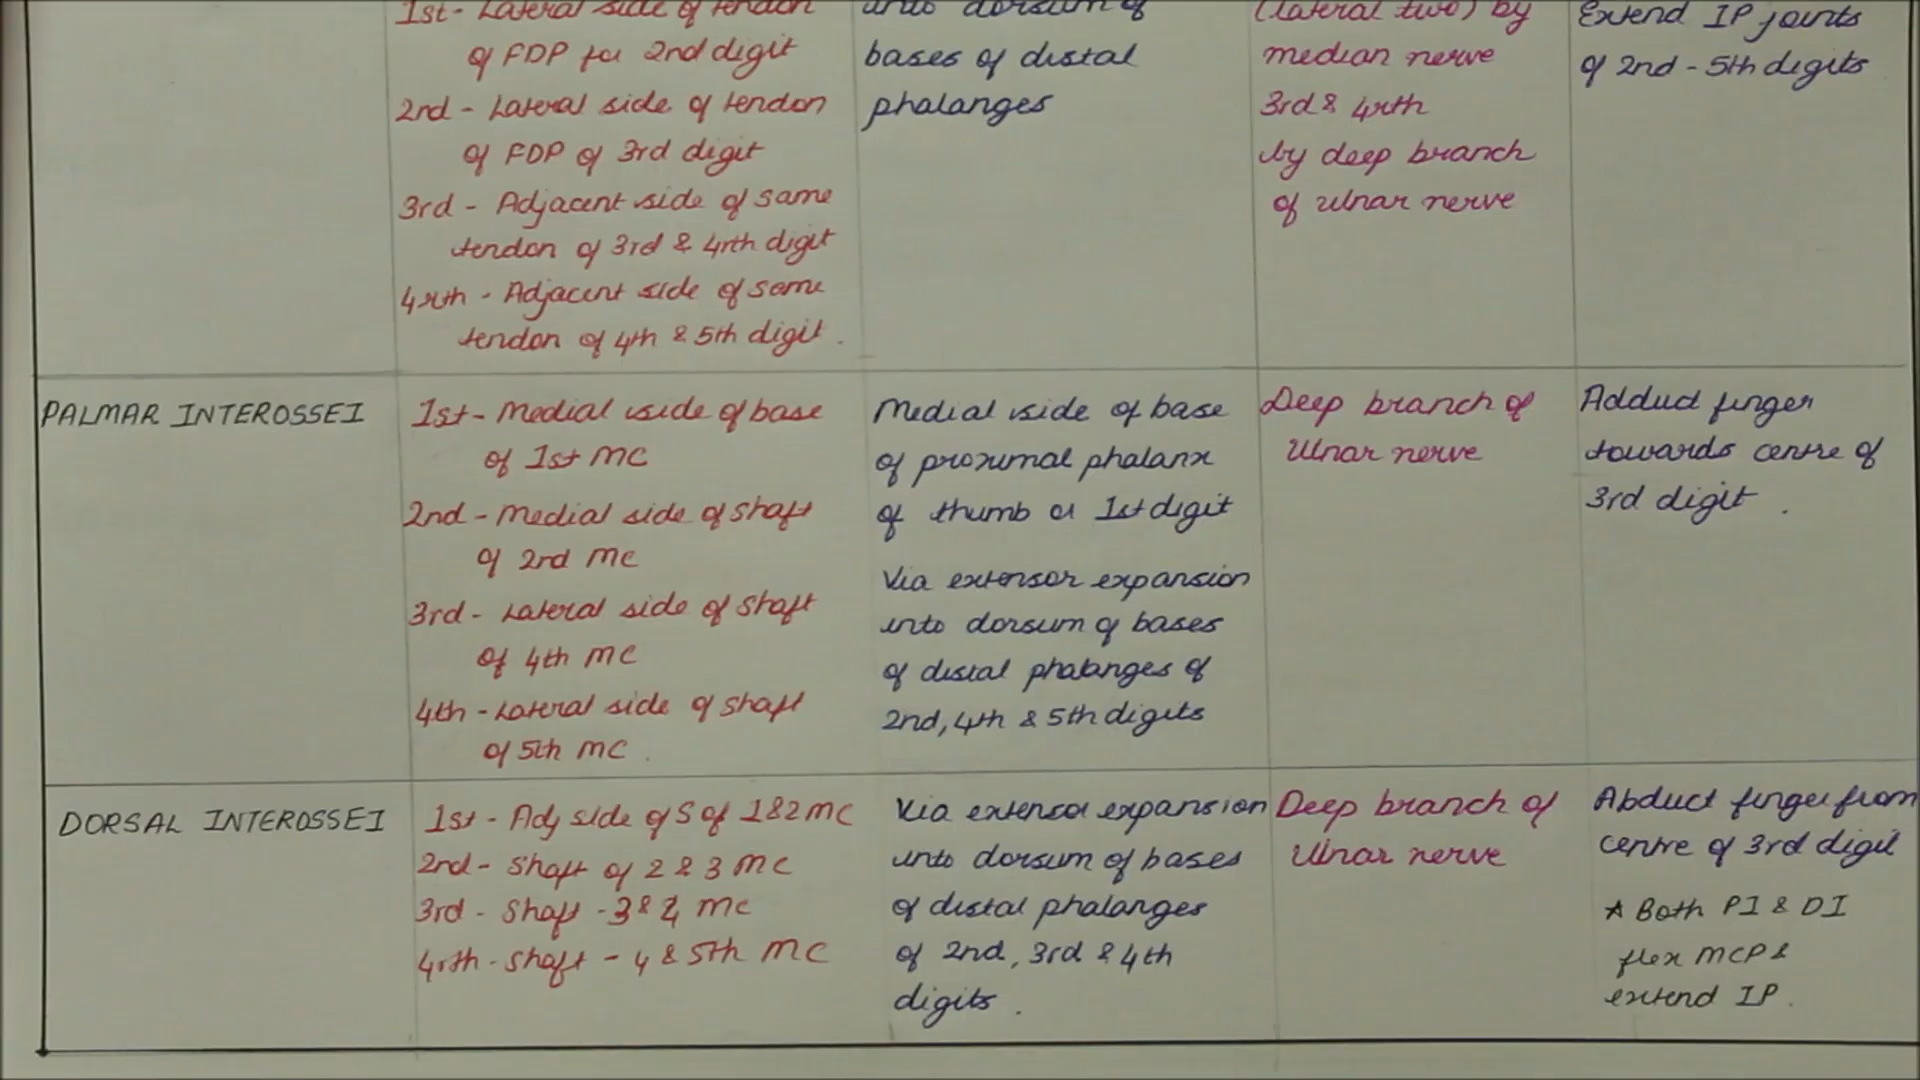 1st - Lateral side of tendon
of FDP for 2nd digit
2nd - Lateral side of tendon
of FDP of 3rd digit
3rd - Adjacent side of same
tendon of 3rd & 4rth digit
4rth - Adjacent side of same
tendon of 4th & 5th digit.
into dorsum of
bases of distal
phalanges
(lateral two) by
median nerve
3rd & 4rth
by deep branch
of ulnar nerve
Extend IP joints
of 2nd - 5th digits
PALMAR INTEROSSEI
1st - Medial side of base
of 1st MC
2nd - Medial side of shaft
of 2rd MC
3rd - Lateral side of shaft
of 4th MC
4th - Lateral side of shaft
of 5th MC.
Medial side of base
of proximal phalanx
of thumb or 1st digit
Via extensor expansion
into dorsum of bases
of distal phalanges of
2nd, 4th & 5th digits
Deep branch of
Ulnar nerve
Adduct finger
towards centre of
3rd digit.
DORSAL INTEROSSEI
1st - Adj side of S of 1&2 MC
2nd - Shaft of 2 & 3 MC
3rd - Shaft - 3 & 4 MC
4rth - Shaft - 4 & 5th MC
Via extensor expansion
into dorsum of bases
of distal phalanges
of 2nd, 3rd & 4th
digits.
Deep branch of
Ulnar nerve
Abduct finger from
centre of 3rd digit
* Both PI & DI
flex MCP &
extend IP.